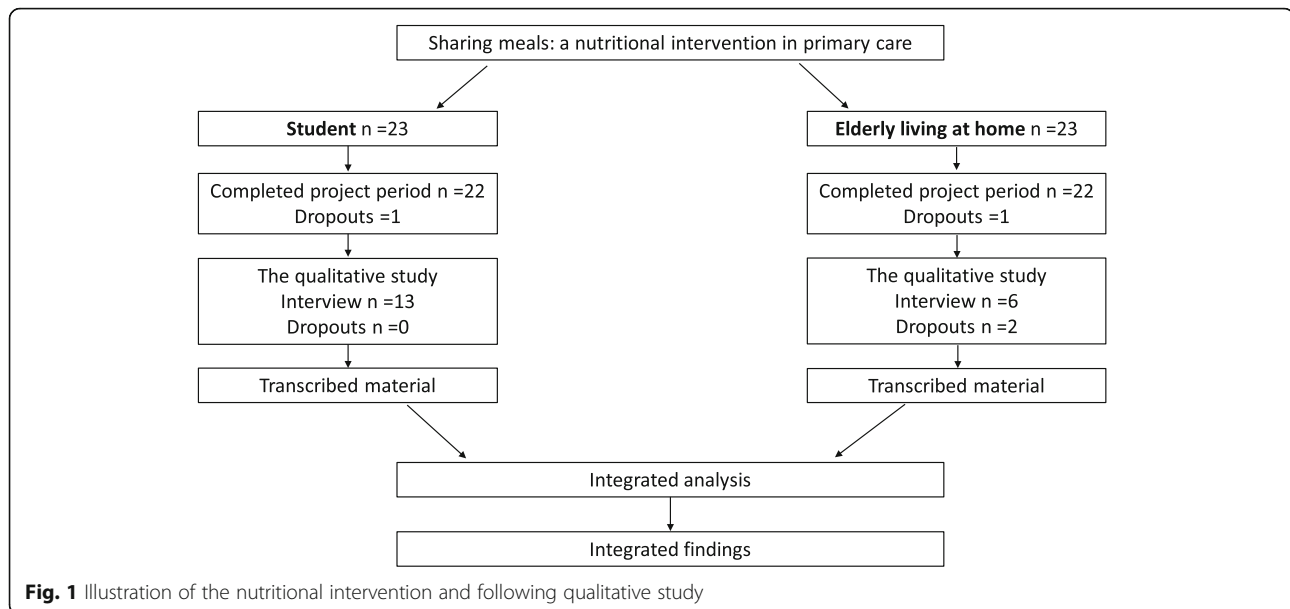 Sharing meals: a nutritional intervention in primary care
Student n =23
Elderly living at home n =23
Completed project period n =22
Dropouts =1
Completed project period n =22
Dropouts =1
The qualitative study
Interview n =13
Dropouts n =0
The qualitative study
Interview n =6
Dropouts n =2
Transcribed material
Transcribed material
Integrated analysis
Integrated findings
Fig. 1 Illustration of the nutritional intervention and following qualitative study